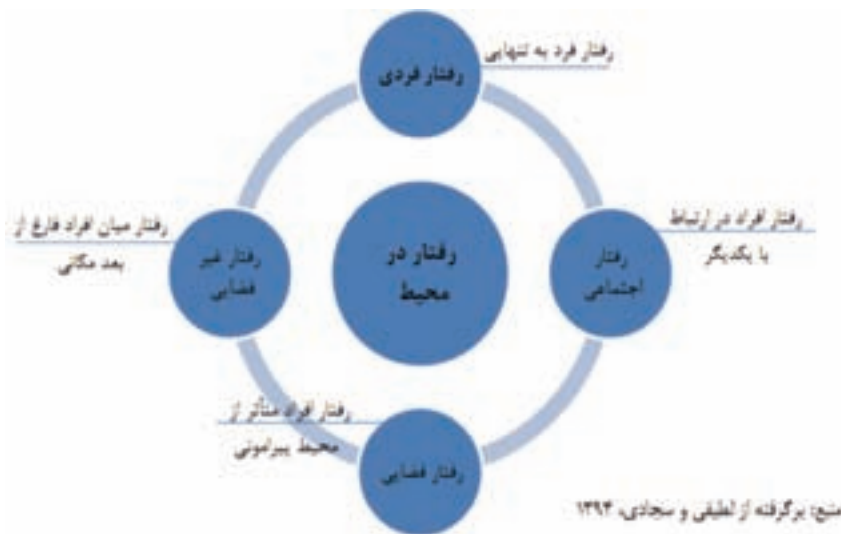 رفتار فردی
رفتار فرد به تنهایی
رفتار افراد در ارتباط
با یکدیگر
رفتار
اجتماعی
رفتار در
محیط
رفتار غیر
فضایی
رفتار میان افراد فارغ از
بعد مکانی
رفتار افراد متأثر از
محیط پیرامونی
رفتار فضایی
منبع: برگرفته از لطیفی و سجادی، ۱۳۹۳